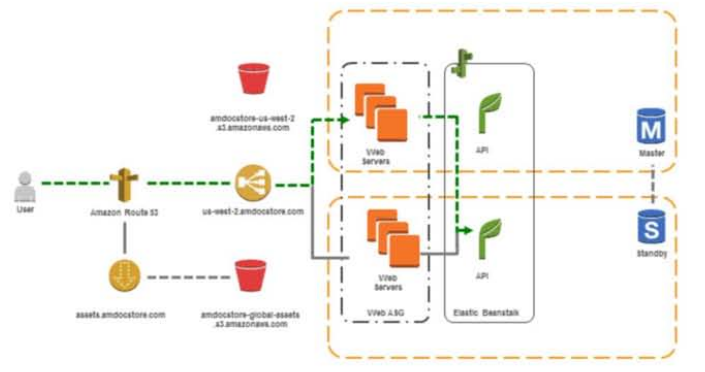 amdocstore-us-west-2
.s3.amazonaws.com
Web
Servers
API
M
Master
User
Amazon Route 53
us-west-2.amdocstore.com
S
Standby
Web
Servers
API
assets.amdocstore.com
amdocstore-global-assets
.s3.amazonaws.com
Web ASG
Elastic Beanstalk